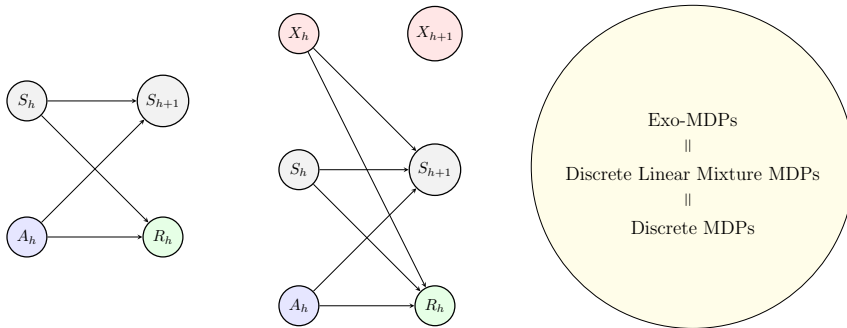 S_h
S_{h+1}
A_h
R_h
X_h
X_{h+1}
S_h
S_{h+1}
A_h
R_h
Exo-MDPs
=
Discrete Linear Mixture MDPs
=
Discrete MDPs